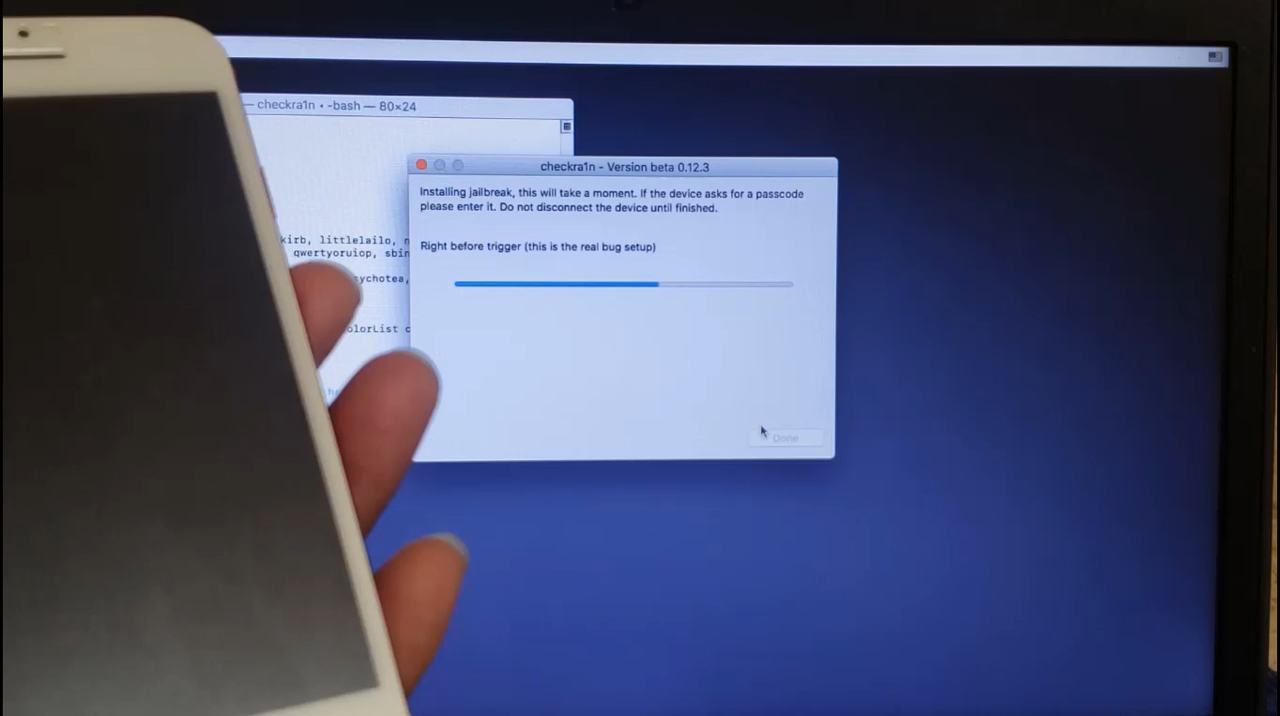 — checkra1n • -bash — 80×24
checkra1n - Version beta 0.12.3
Installing jailbreak, this will take a moment. If the device asks for a passcode
please enter it. Do not disconnect the device until finished.
kirb, littlelailo, n
qwertyoruiop, sbin
Right before trigger (this is the real bug setup)
ychotea,
olorList c
Done